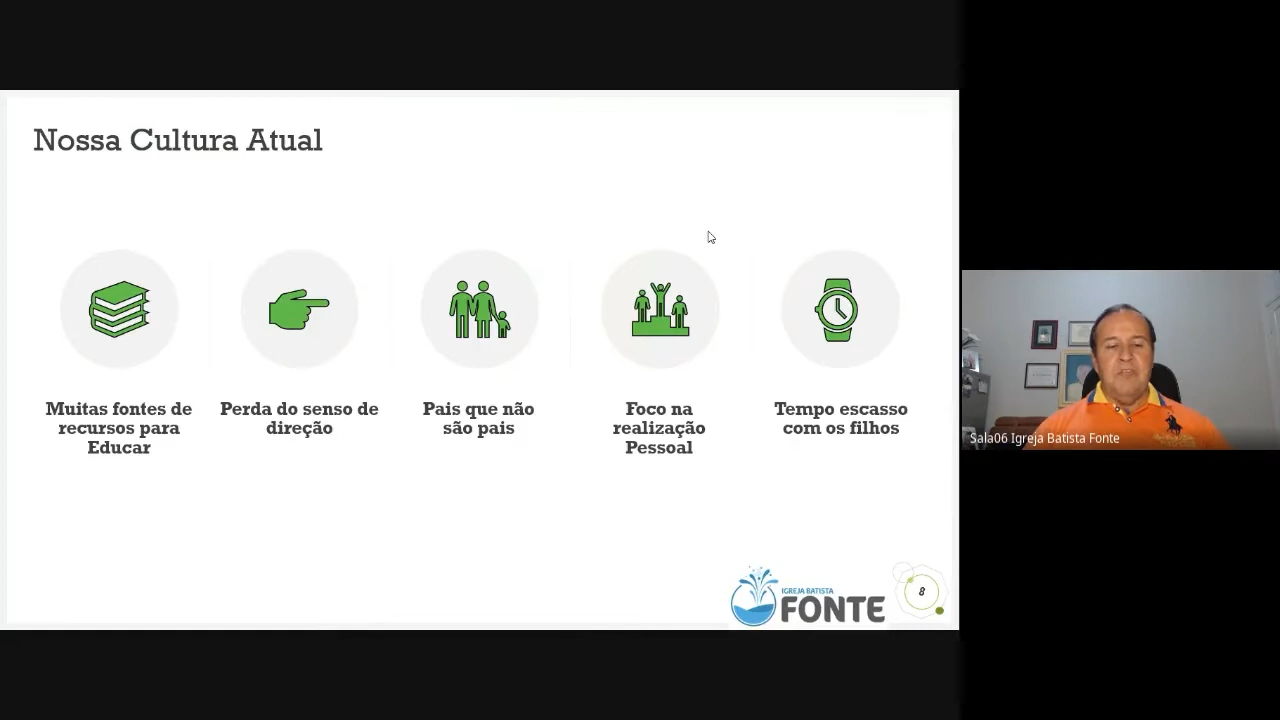 Nossa Cultura Atual
Muitas fontes de
recursos para
Educar
Perda do senso de
direção
Pais que não
são pais
Foco na
realização
Pessoal
Tempo escasso
com os filhos
IGREJA BATISTA
FONTE
8
Sala06 Igreja Batista Fonte